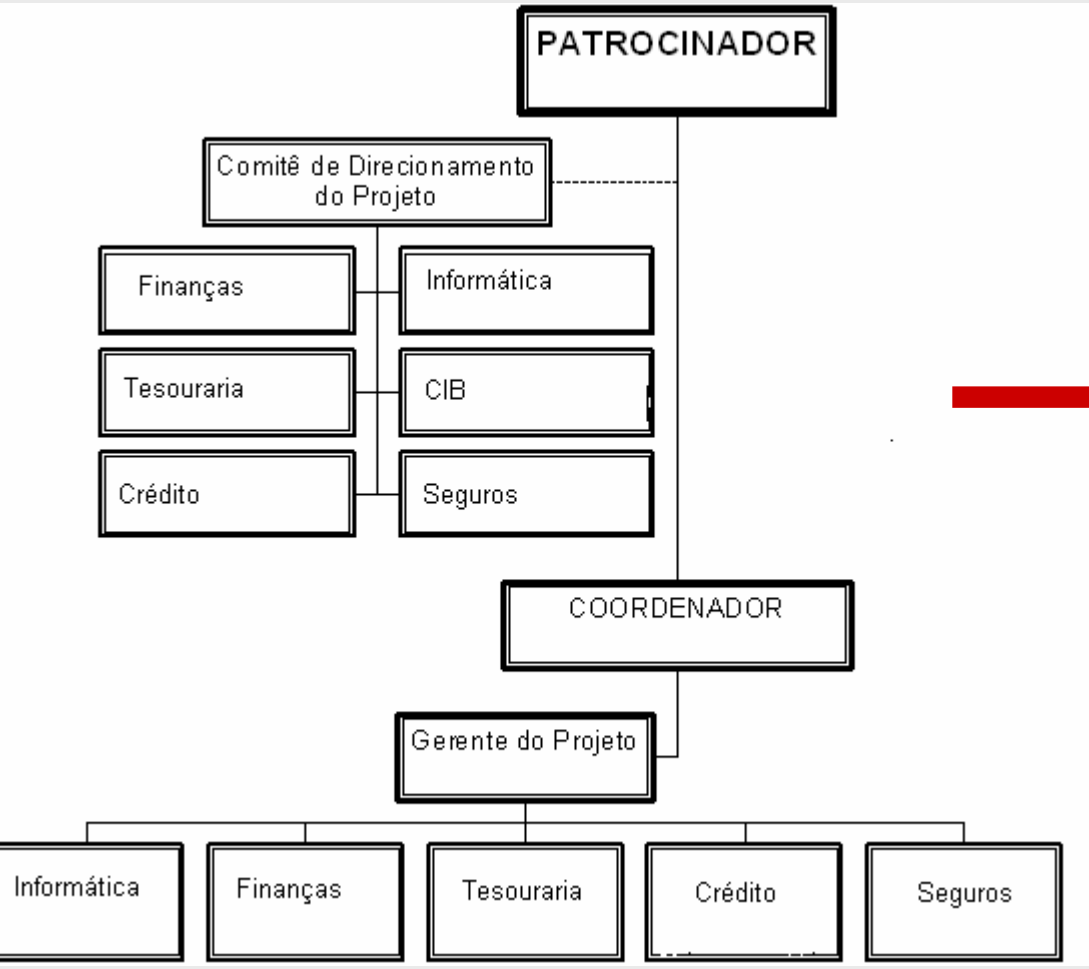 PATROCINADOR
Comitê de Direcionamento
do Projeto
Finanças
Informática
Tesouraria
CIB
Crédito
Seguros
COORDENADOR
Gerente do Projeto
Informática
Finanças
Tesouraria
Crédito
Seguros